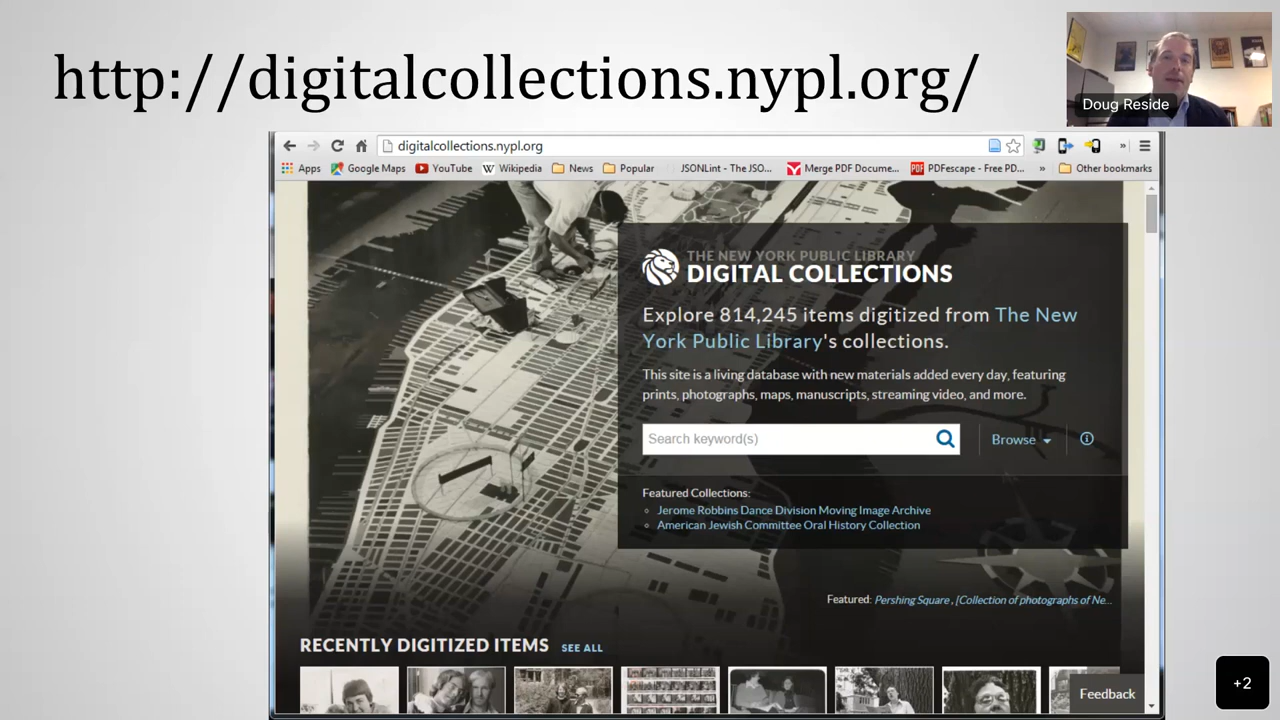 http://digitalcollections.nypl.org/
Doug Reside
digitalcollections.nypl.org
»
Apps Google Maps YouTube Wikipedia News Popular JSONLint - The JSO... Merge PDF Docume... PDFescape - Free PD... » Other bookmarks
THE NEW YORK PUBLIC LIBRARY
DIGITAL COLLECTIONS
Explore 814,245 items digitized from The New
York Public Library's collections.
This site is a living database with new materials added every day, featuring
prints, photographs, maps, manuscripts, streaming video, and more.
Search keyword(s) Browse
Featured Collections:
Jerome Robbins Dance Division Moving Image Archive
American Jewish Committee Oral History Collection
Featured: Pershing Square , [Collection of photographs of Ne...
RECENTLY DIGITIZED ITEMS SEE ALL
Feedback
+2